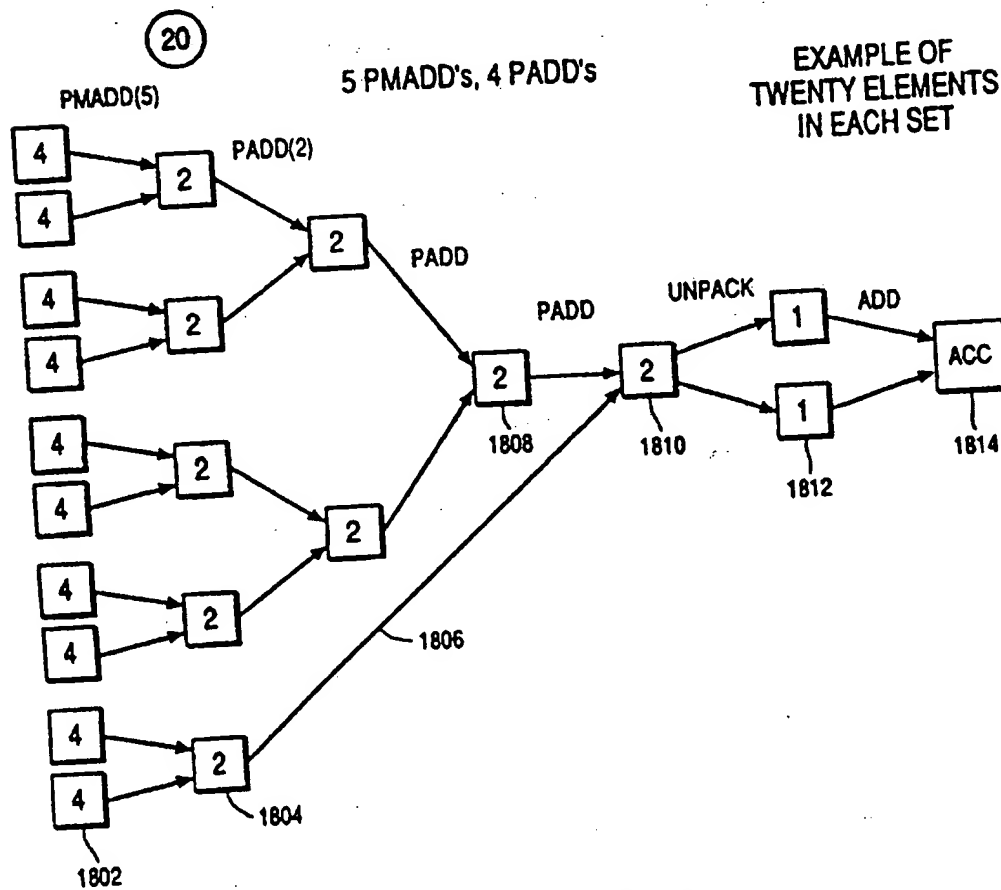 20
5 PMADD's, 4 PADD's
EXAMPLE OF
TWENTY ELEMENTS
IN EACH SET
PMADD(5)
PADD(2)
PADD
PADD
UNPACK
ADD
4
4
2
2
4
4
2
1
1
ACC
2
2
1808
1810
1812
1814
4
4
2
2
4
4
2
1806
4
4
2
1804
1802